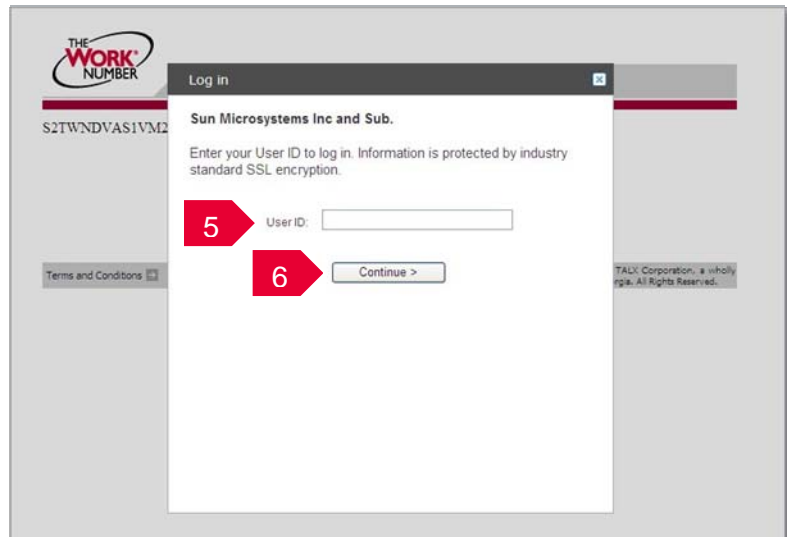 THE
WORK®
NUMBER
Log in
S2TWNDVAS1VM2
Sun Microsystems Inc and Sub.
Enter your User ID to log in. Information is protected by industry
standard SSL encryption.
5
User ID:
6
Continue >
Terms and Conditions
TALX Corporation, a wholly
rgia. All Rights Reserved.